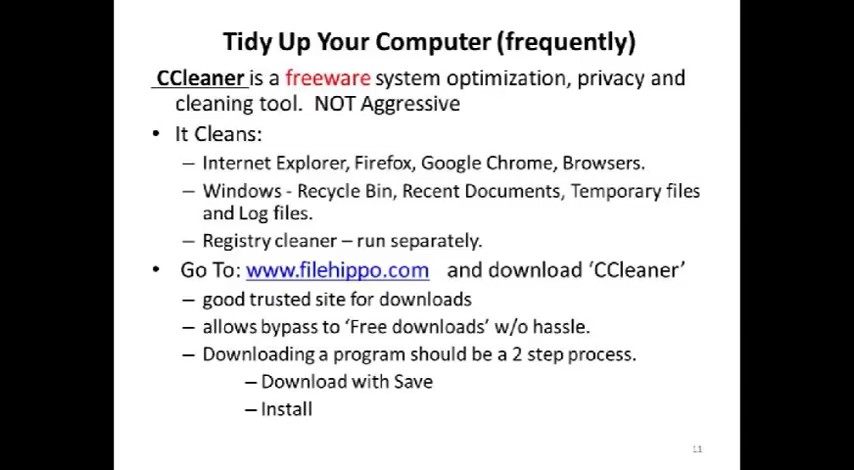 Tidy Up Your Computer (frequently)
CCleaner is a freeware system optimization, privacy and
cleaning tool.  NOT Aggressive
• It Cleans:
– Internet Explorer, Firefox, Google Chrome, Browsers.
– Windows - Recycle Bin, Recent Documents, Temporary files
and Log files.
– Registry cleaner – run separately.
• Go To: www.filehippo.com   and download ‘CCleaner’
– good trusted site for downloads
– allows bypass to ‘Free downloads’ w/o hassle.
– Downloading a program should be a 2 step process.
– Download with Save
– Install
11